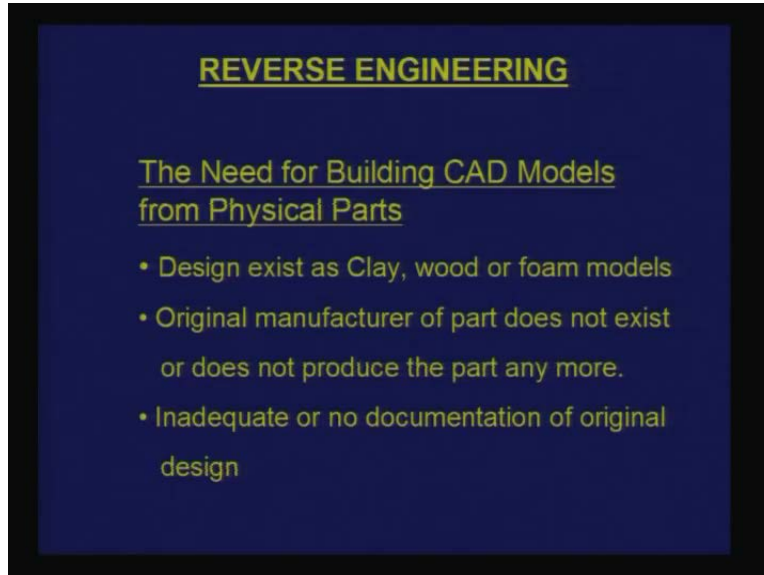 REVERSE ENGINEERING
The Need for Building CAD Models
from Physical Parts
• Design exist as Clay, wood or foam models
• Original manufacturer of part does not exist
or does not produce the part any more.
• Inadequate or no documentation of original
design